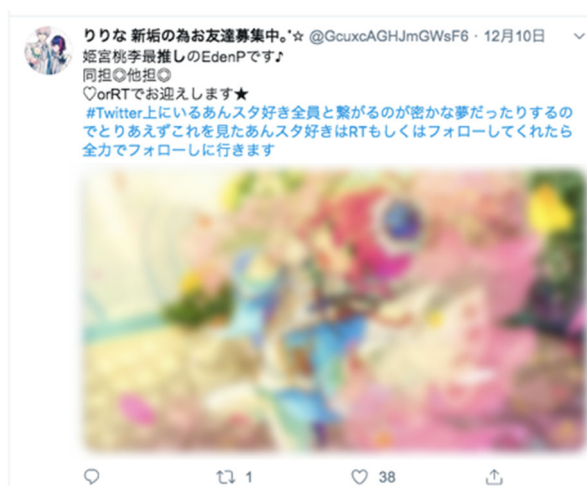 りりな 新垢の為お友達募集中｡ﾟ☆ @GcuxcAGHJmGWsF6・12月10日
姫宮桃李最推しのEdenPです♪
同担◎他担◎
♡orRTでお迎えします★
#Twitter上にいるあんスタ好き全員と繋がるのが密かな夢だったりするの
でとりあえずこれを見たあんスタ好きはRTもしくはフォローしてくれたら
全力でフォローしに行きます
1 38